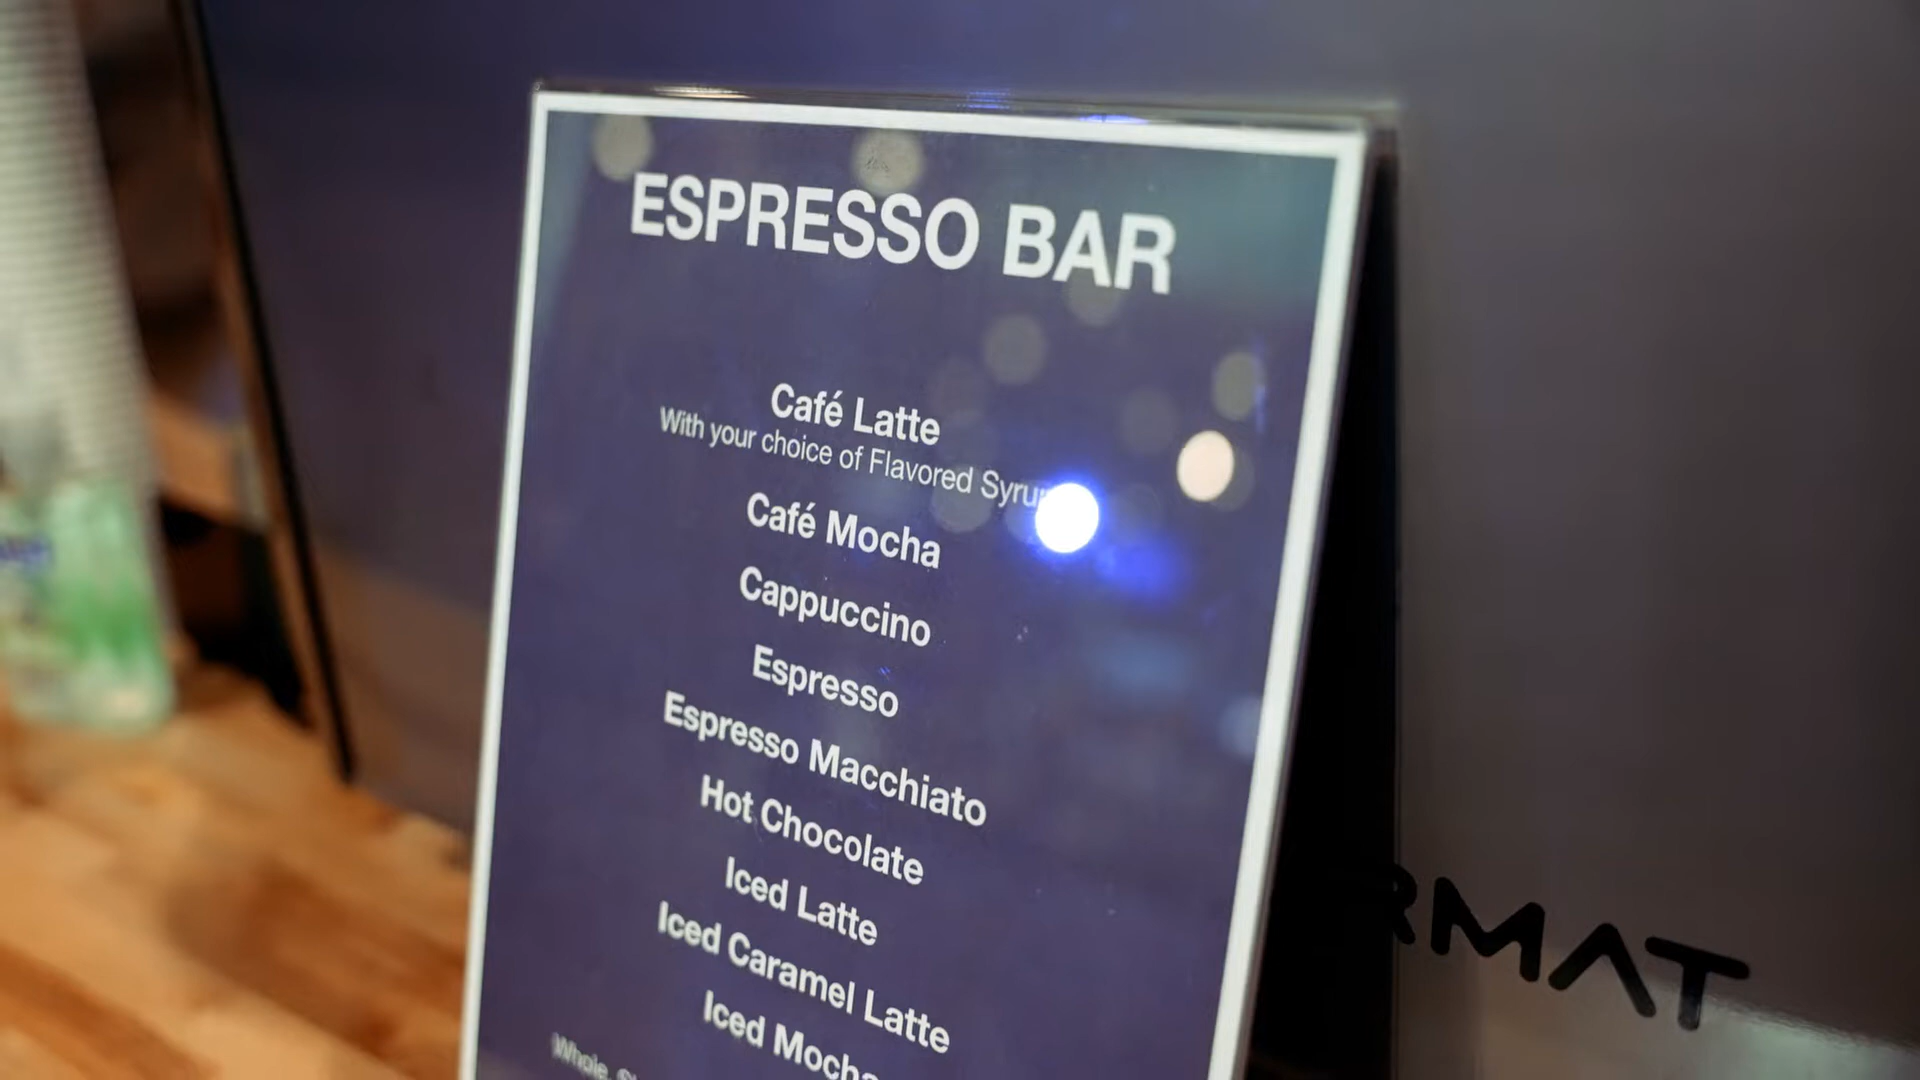 ESPRESSO BAR
Café Latte
With your choice of Flavored
Café Mocha
Cappuccino
Espresso
Espresso Macchiato
Hot Chocolate
Iced Latte
Iced Caramel Latte
Iced Mocha
Whole,
RMAT